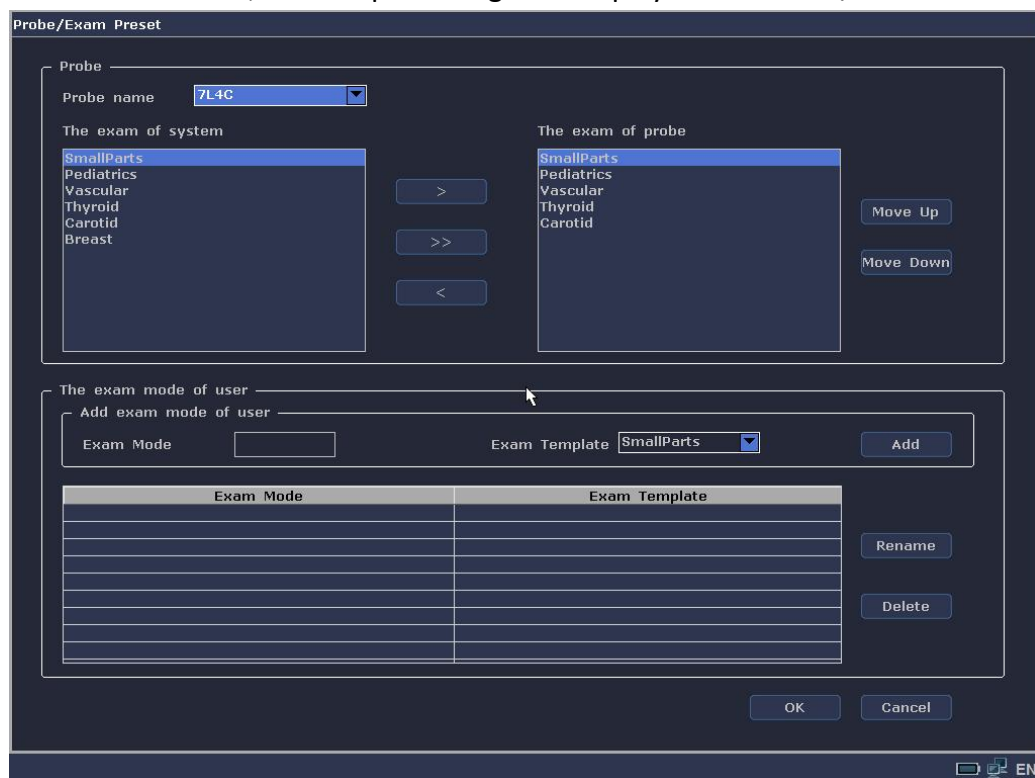 Probe/Exam Preset
Probe
Probe name 7L4C
The exam of system The exam of probe
SmallParts SmallParts
Pediatrics Pediatrics
Vascular > Vascular
Thyroid Thyroid Move Up
Carotid Carotid
Breast >>
Move Down
<
The exam mode of user
Add exam mode of user
Exam Mode Exam Template SmallParts Add
Exam Mode Exam Template
Rename
Delete
OK Cancel
EN